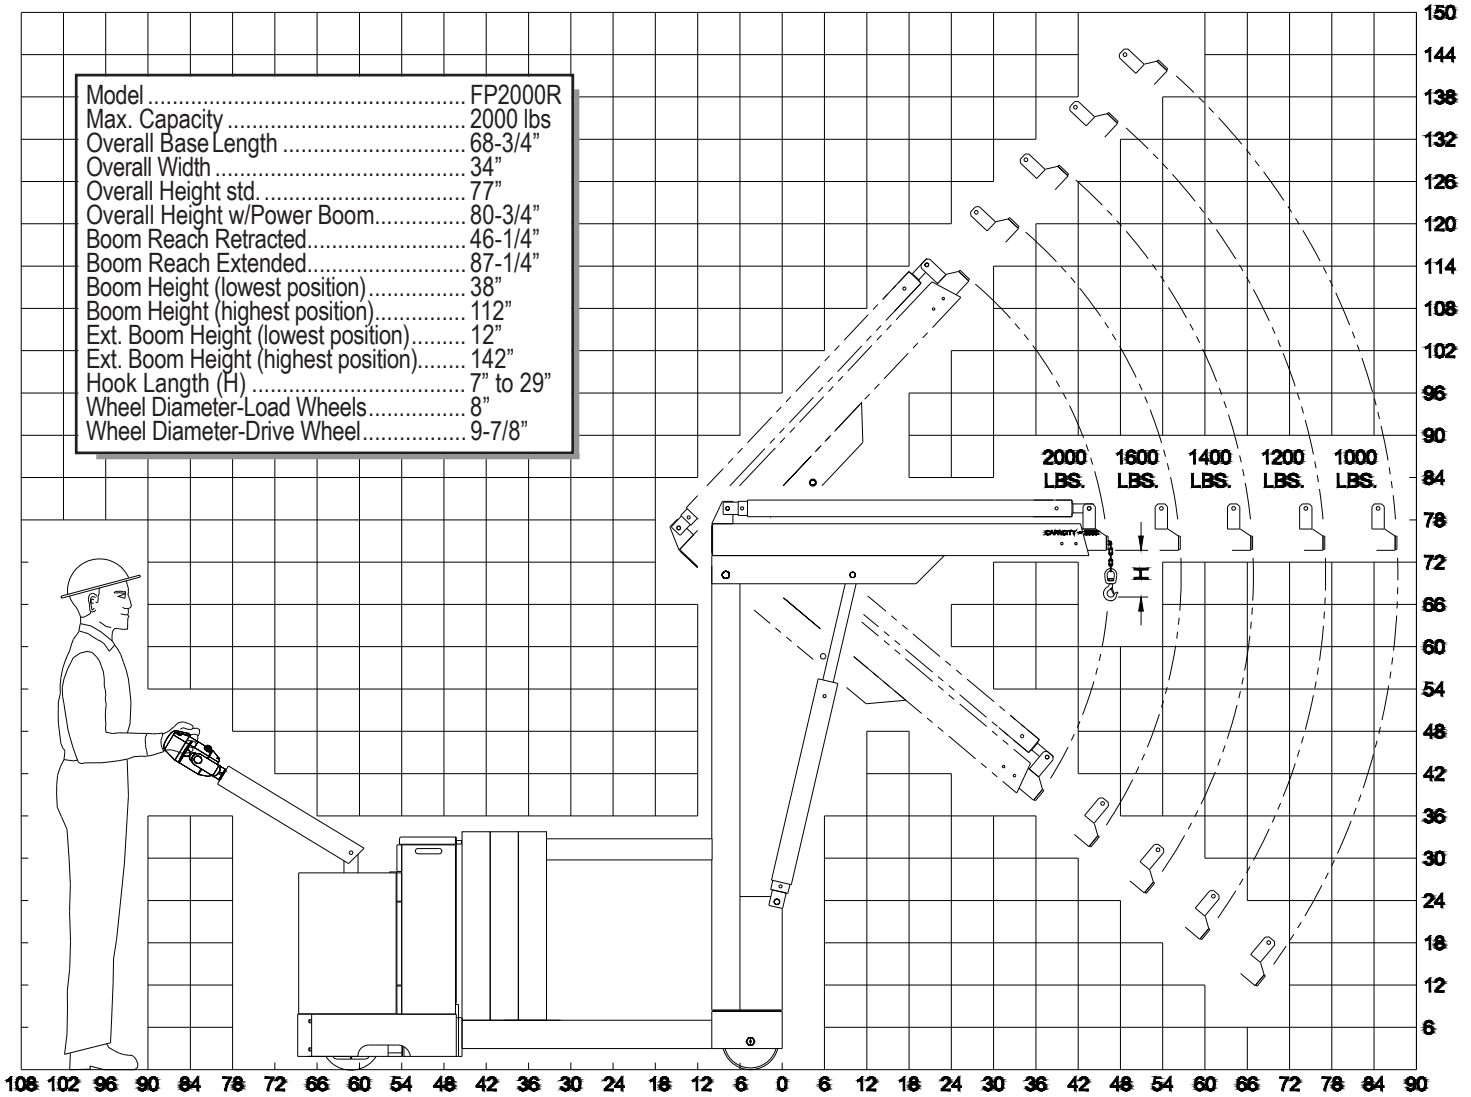 Model ................ FP2000R
Max. Capacity ................ 2000 lbs
Overall Base Length ................ 68-3/4”
Overall Width ................ 34”
Overall Height std. ................ 77”
Overall Height w/Power Boom................ 80-3/4”
Boom Reach Retracted................ 46-1/4”
Boom Reach Extended................ 87-1/4”
Boom Height (lowest position)................ 38”
Boom Height (highest position)................ 112”
Ext. Boom Height (lowest position)......... 12”
Ext. Boom Height (highest position)........ 142”
Hook Length (H) ................ 7” to 29”
Wheel Diameter-Load Wheels................ 8”
Wheel Diameter-Drive Wheel................ 9-7/8”
150
144
138
132
126
120
114
108
102
96
90
84
78
72
66
60
54
48
42
36
30
24
18
12
6
2000 LBS.
1600 LBS.
1400 LBS.
1200 LBS.
1000 LBS.
CAPACITY
H
108 102 96 90 84 78 72 66 60 54 48 42 36 30 24 18 12 6 0 6 12 18 24 30 36 42 48 54 60 66 72 78 84 90